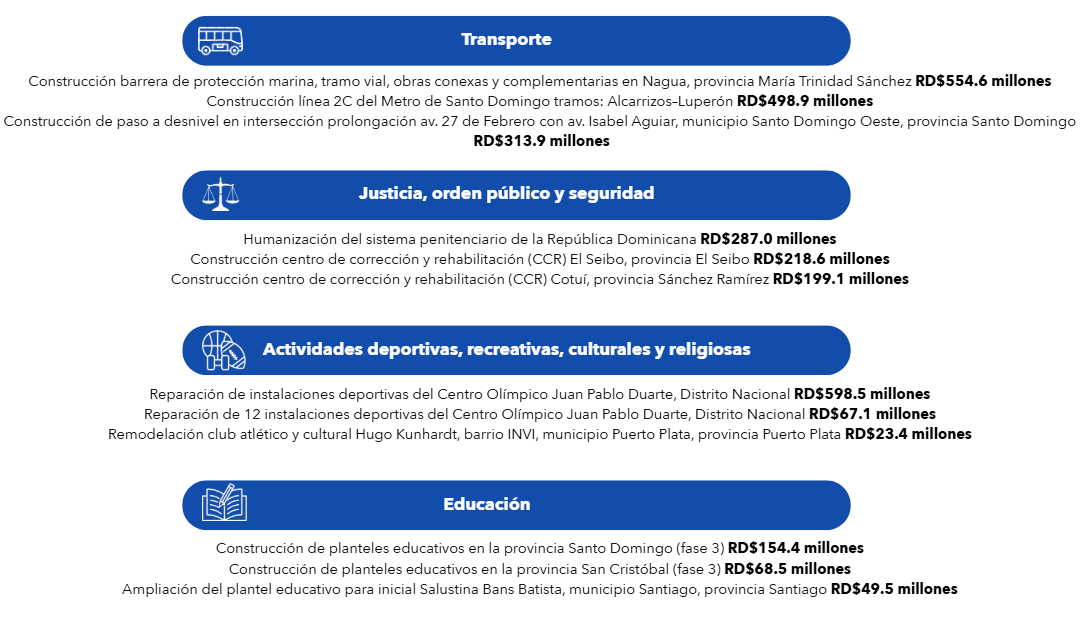 Transporte
Construcción barrera de protección marina, tramo vial, obras conexas y complementarias en Nagua, provincia María Trinidad Sánchez RD$554.6 millones
Construcción línea 2C del Metro de Santo Domingo tramos: Alcarrizos–Luperón RD$498.9 millones
Construcción de paso a desnivel en intersección prolongación av. 27 de Febrero con av. Isabel Aguiar, municipio Santo Domingo Oeste, provincia Santo Domingo
RD$313.9 millones
Justicia, orden público y seguridad
Humanización del sistema penitenciario de la República Dominicana RD$287.0 millones
Construcción centro de corrección y rehabilitación (CCR) El Seibo, provincia El Seibo RD$218.6 millones
Construcción centro de corrección y rehabilitación (CCR) Cotuí, provincia Sánchez Ramírez RD$199.1 millones
Actividades deportivas, recreativas, culturales y religiosas
Reparación de instalaciones deportivas del Centro Olímpico Juan Pablo Duarte, Distrito Nacional RD$598.5 millones
Reparación de 12 instalaciones deportivas del Centro Olímpico Juan Pablo Duarte, Distrito Nacional RD$67.1 millones
Remodelación club atlético y cultural Hugo Kunhardt, barrio INVI, municipio Puerto Plata, provincia Puerto Plata RD$23.4 millones
Educación
Construcción de planteles educativos en la provincia Santo Domingo (fase 3) RD$154.4 millones
Construcción de planteles educativos en la provincia San Cristóbal (fase 3) RD$68.5 millones
Ampliación del plantel educativo para inicial Salustina Bans Batista, municipio Santiago, provincia Santiago RD$49.5 millones